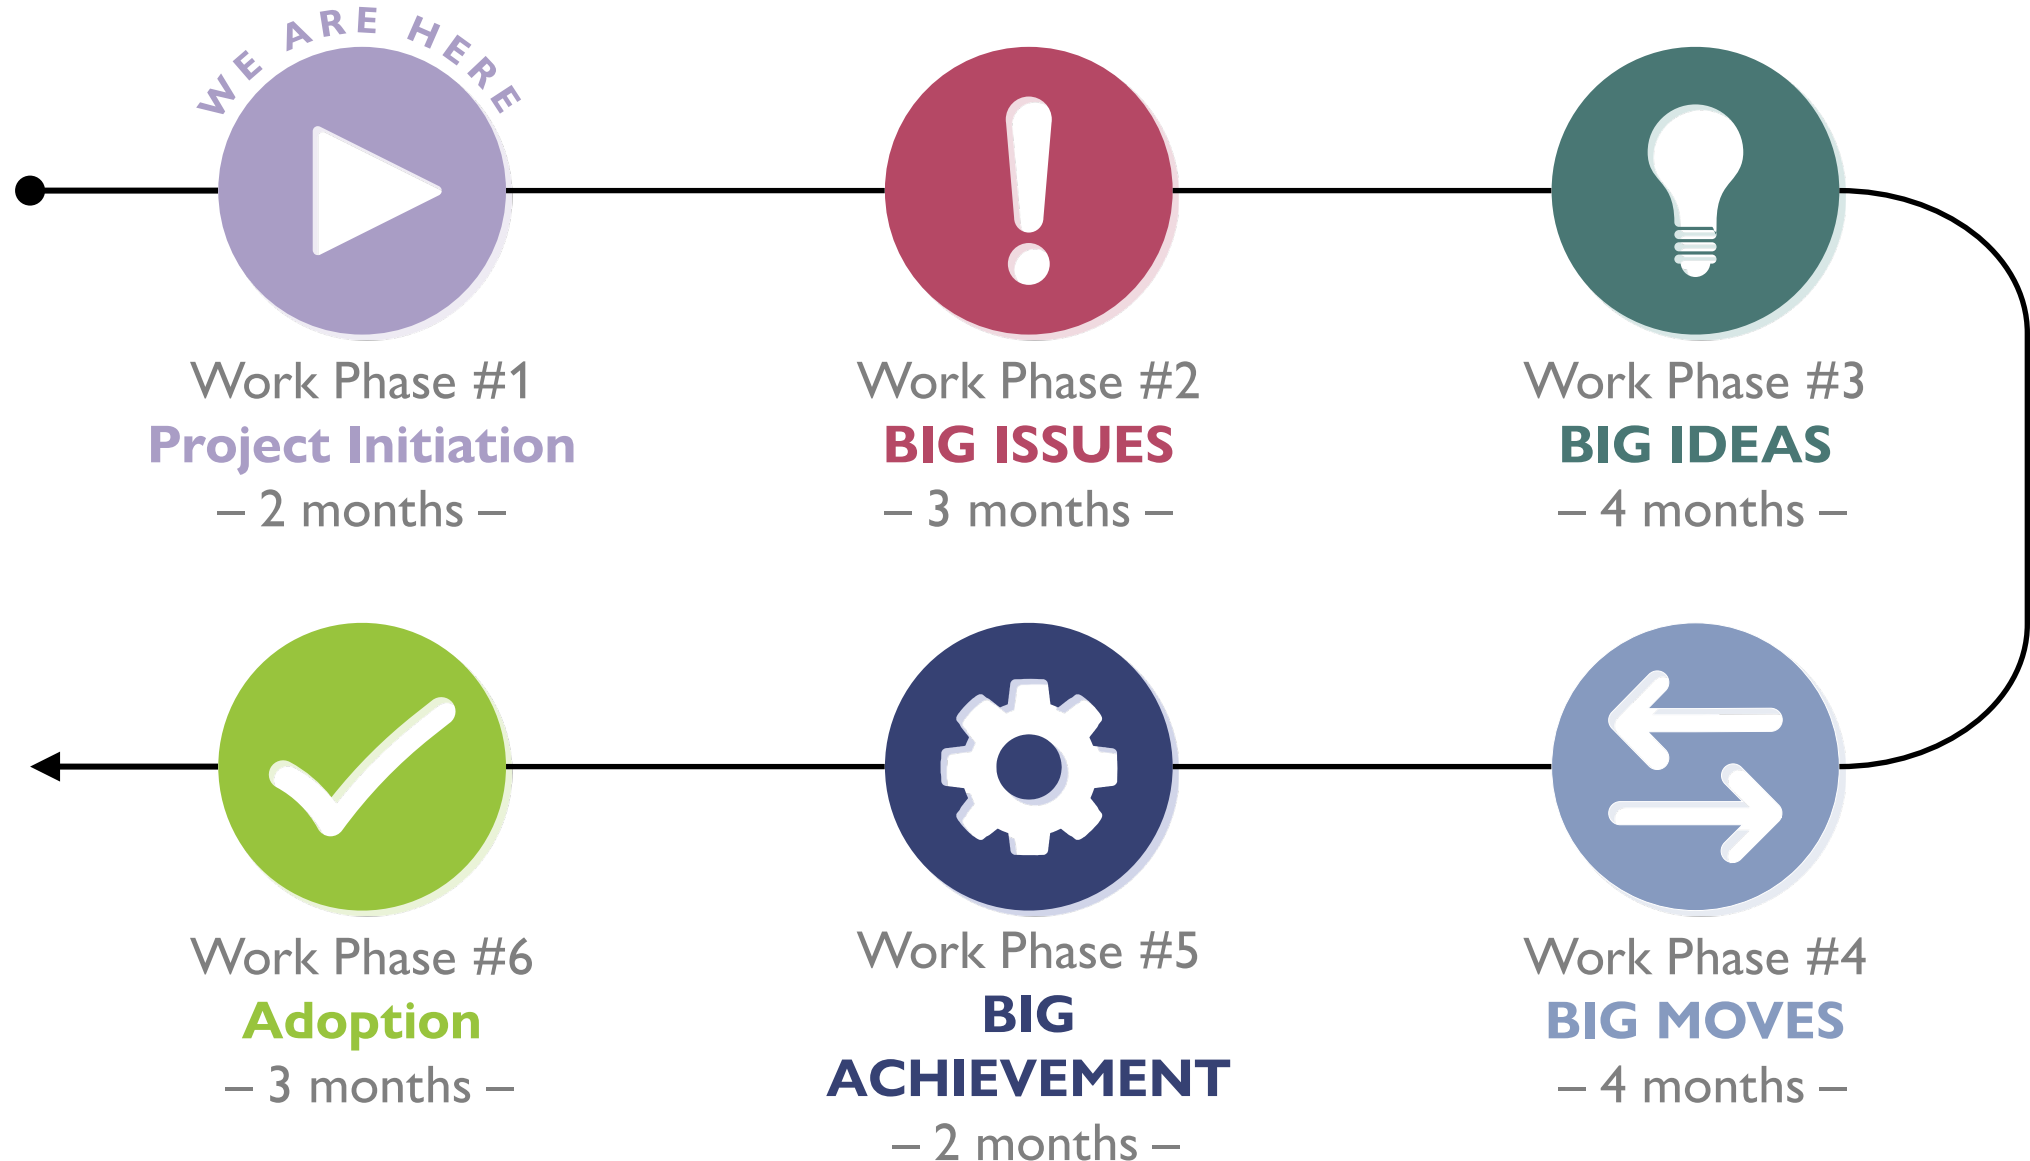 WE ARE HERE
Work Phase #1
Project Initiation
– 2 months –
Work Phase #2
BIG ISSUES
– 3 months –
Work Phase #3
BIG IDEAS
– 4 months –
Work Phase #4
BIG MOVES
– 4 months –
Work Phase #5
BIG
ACHIEVEMENT
– 2 months –
Work Phase #6
Adoption
– 3 months –